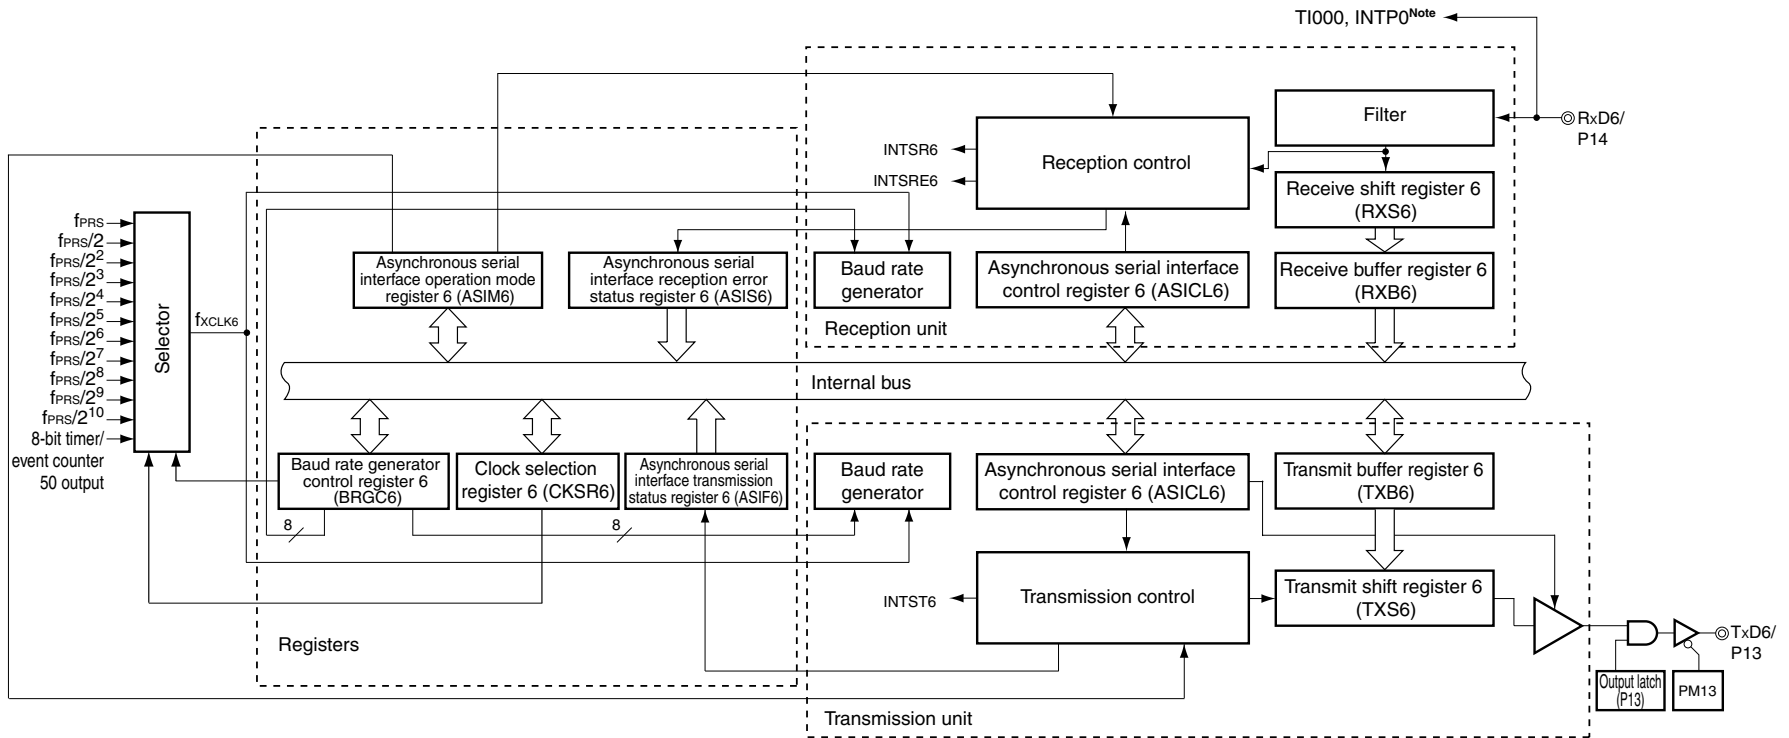 TI000, INTP0Note
Filter
RxD6/
P14
INTSR6
INTSRE6
Reception control
Receive shift register 6
(RXS6)
fPRS
fPRS/2
fPRS/2²
fPRS/2³
fPRS/2⁴
fPRS/2⁵
fPRS/2⁶
fPRS/2⁷
fPRS/2⁸
fPRS/2⁹
fPRS/2¹⁰
8-bit timer/
event counter
50 output
Selector
fXCLK6
Asynchronous serial
interface operation mode
register 6 (ASIM6)
Asynchronous serial
interface reception error
status register 6 (ASIS6)
Baud rate
generator
Asynchronous serial interface
control register 6 (ASICL6)
Receive buffer register 6
(RXB6)
Reception unit
Internal bus
Baud rate generator
control register 6
(BRGC6)
Clock selection
register 6 (CKSR6)
Asynchronous serial
interface transmission
status register 6 (ASIF6)
Baud rate
generator
Asynchronous serial interface
control register 6 (ASICL6)
Transmit buffer register 6
(TXB6)
8
8
INTST6
Transmission control
Transmit shift register 6
(TXS6)
Registers
TxD6/
P13
Output latch
(P13)
PM13
Transmission unit